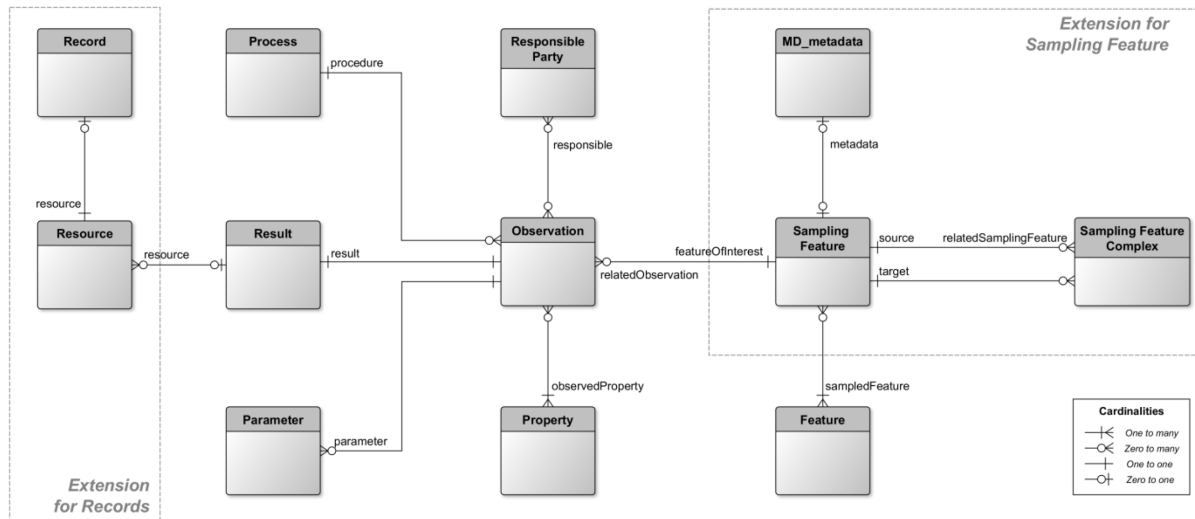 Extension for
Sampling Feature
Record
Process
Responsible
Party
MD_metadata
procedure
responsible
metadata
resource
Resource
Result
Observation
Sampling
Feature
Sampling Feature
Complex
resource
result
featureOfInterest
relatedObservation
source
relatedSamplingFeature
target
observedProperty
sampledFeature
Parameter
parameter
Property
Feature
Cardinalities
One to many
Zero to many
One to one
Zero to one
Extension
for Records